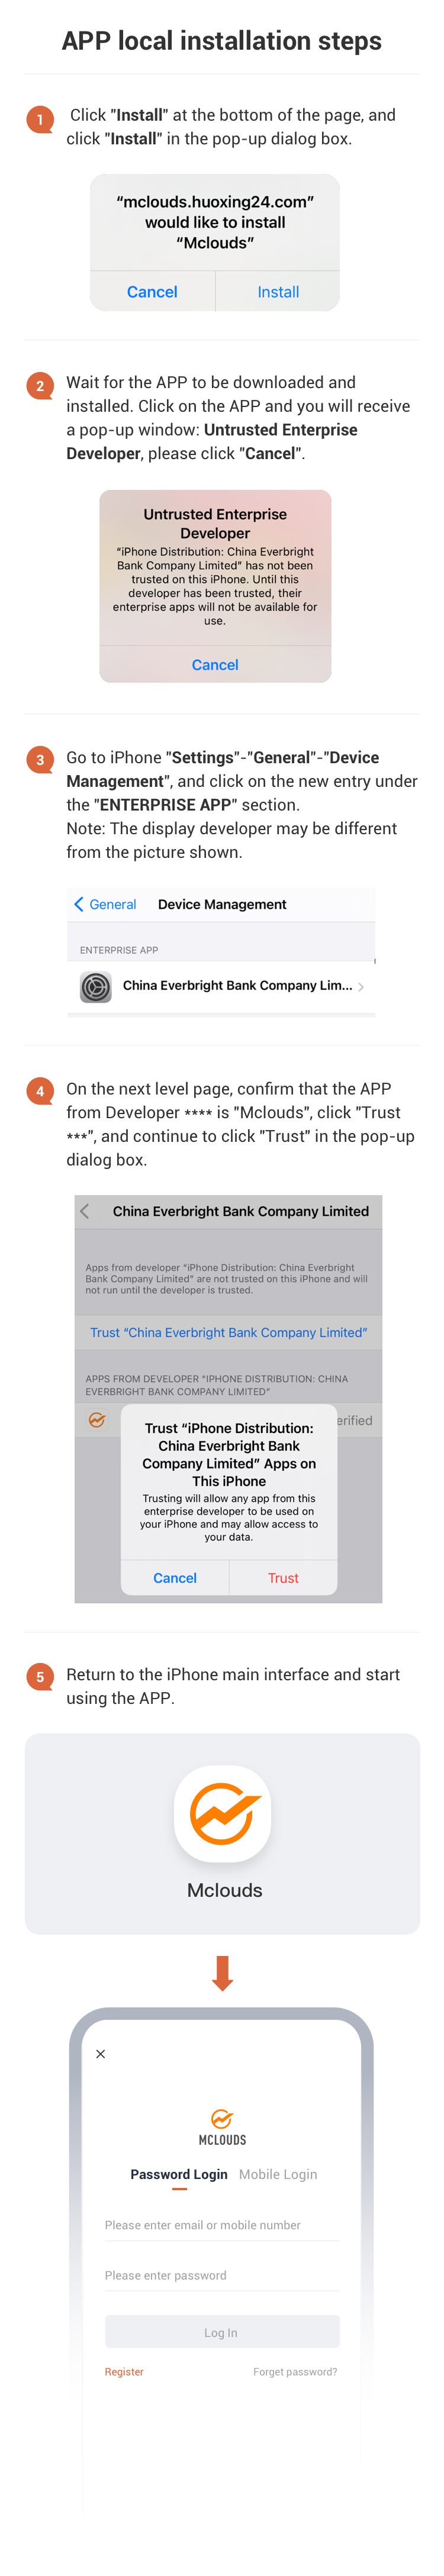 APP local installation steps
1
Click "Install" at the bottom of the page, and
click "Install" in the pop-up dialog box.
“mclouds.huoxing24.com”
would like to install
“Mclouds”
Cancel
Install
2
Wait for the APP to be downloaded and
installed. Click on the APP and you will receive
a pop-up window: Untrusted Enterprise
Developer, please click "Cancel".
Untrusted Enterprise
Developer
“iPhone Distribution: China Everbright
Bank Company Limited” has not been
trusted on this iPhone. Until this
developer has been trusted, their
enterprise apps will not be available for
use.
Cancel
3
Go to iPhone "Settings"-"General"-"Device
Management", and click on the new entry under
the "ENTERPRISE APP" section.
Note: The display developer may be different
from the picture shown.
General
Device Management
ENTERPRISE APP
China Everbright Bank Company Lim...
4
On the next level page, confirm that the APP
from Developer **** is "Mclouds", click "Trust
***", and continue to click "Trust" in the pop-up
dialog box.
China Everbright Bank Company Limited
Apps from developer “iPhone Distribution: China Everbright
Bank Company Limited” are not trusted on this iPhone and will
not run until the developer is trusted.
Trust “China Everbright Bank Company Limited”
APPS FROM DEVELOPER “IPHONE DISTRIBUTION: CHINA
EVERBRIGHT BANK COMPANY LIMITED”
erified
Trust “iPhone Distribution:
China Everbright Bank
Company Limited” Apps on
This iPhone
Trusting will allow any app from this
enterprise developer to be used on
your iPhone and may allow access to
your data.
Cancel
Trust
5
Return to the iPhone main interface and start
using the APP.
Mclouds
MCLOUDS
Password Login
Mobile Login
Please enter email or mobile number
Please enter password
Log In
Register
Forget password?